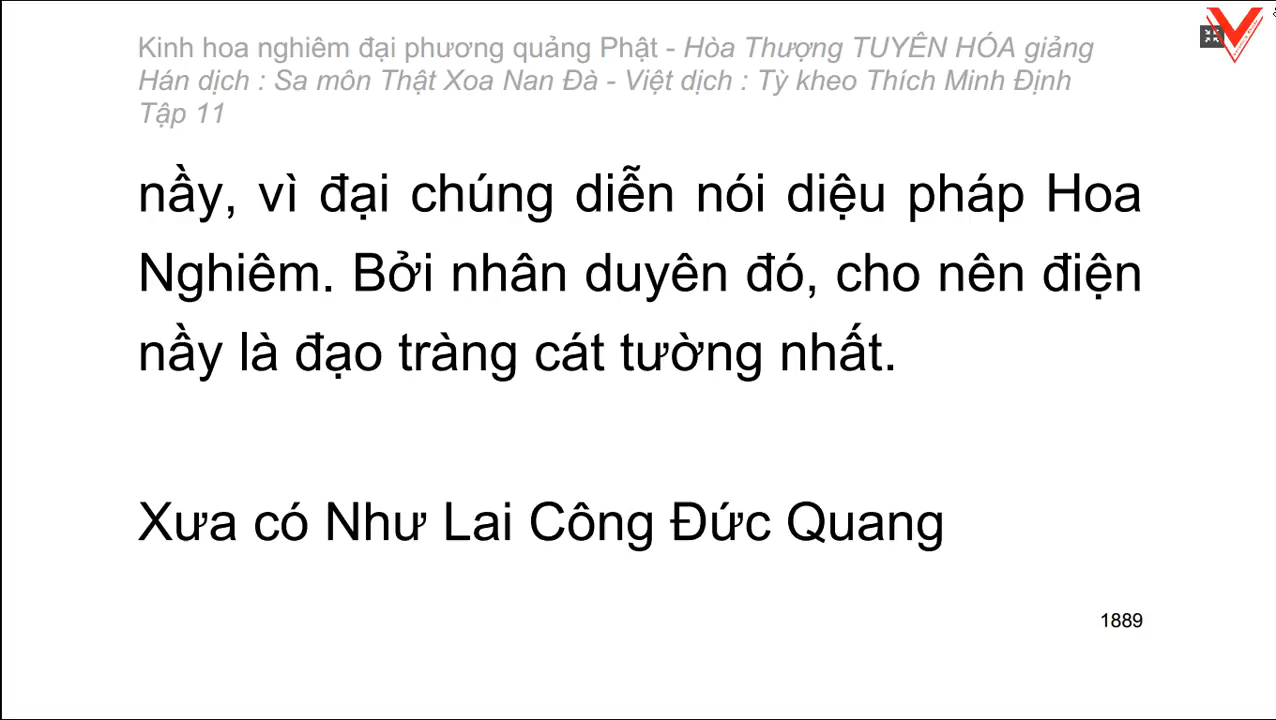 Kinh hoa nghiêm đại phương quảng Phật - Hòa Thượng TUYÊN HÓA giảng
Hán dịch : Sa môn Thật Xoa Nan Đà - Việt dịch : Tỳ kheo Thích Minh Định
Tập 11
nầy, vì đại chúng diễn nói diệu pháp Hoa
Nghiêm. Bởi nhân duyên đó, cho nên điện
nầy là đạo tràng cát tường nhất.
Xưa có Như Lai Công Đức Quang
1889